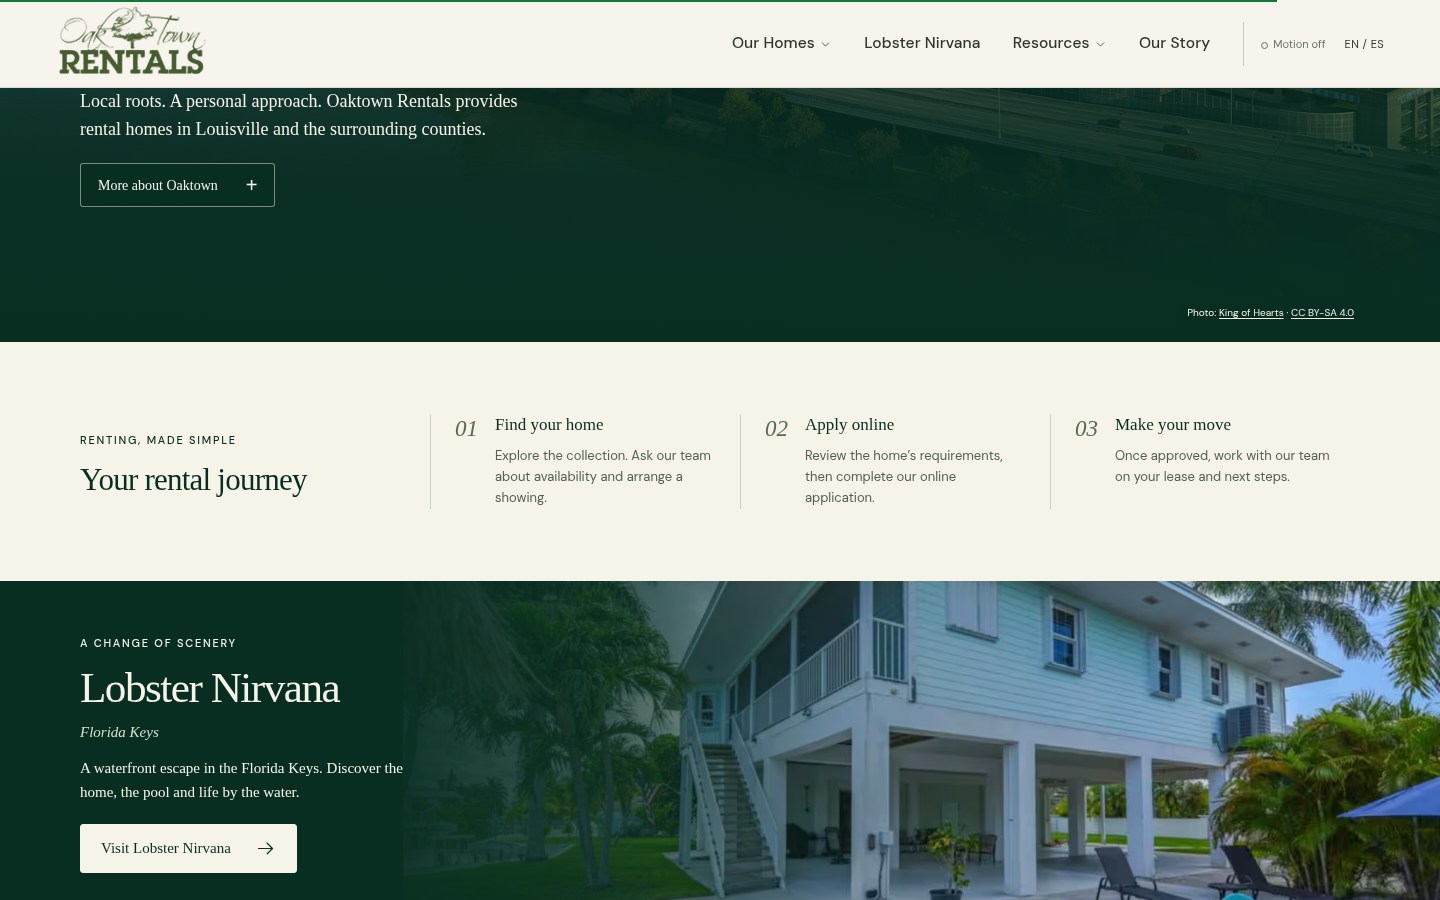 Oak Town
RENTALS
Our Homes
Lobster Nirvana
Resources
Our Story
Motion off
EN / ES
Local roots. A personal approach. Oaktown Rentals provides
rental homes in Louisville and the surrounding counties.
More about Oaktown +
Photo: King of Hearts · CC BY-SA 4.0
RENTING, MADE SIMPLE
Your rental journey
01
Find your home
Explore the collection. Ask our team
about availability and arrange a
showing.
02
Apply online
Review the home’s requirements,
then complete our online
application.
03
Make your move
Once approved, work with our team
on your lease and next steps.
A CHANGE OF SCENERY
Lobster Nirvana
Florida Keys
A waterfront escape in the Florida Keys. Discover the
home, the pool and life by the water.
Visit Lobster Nirvana